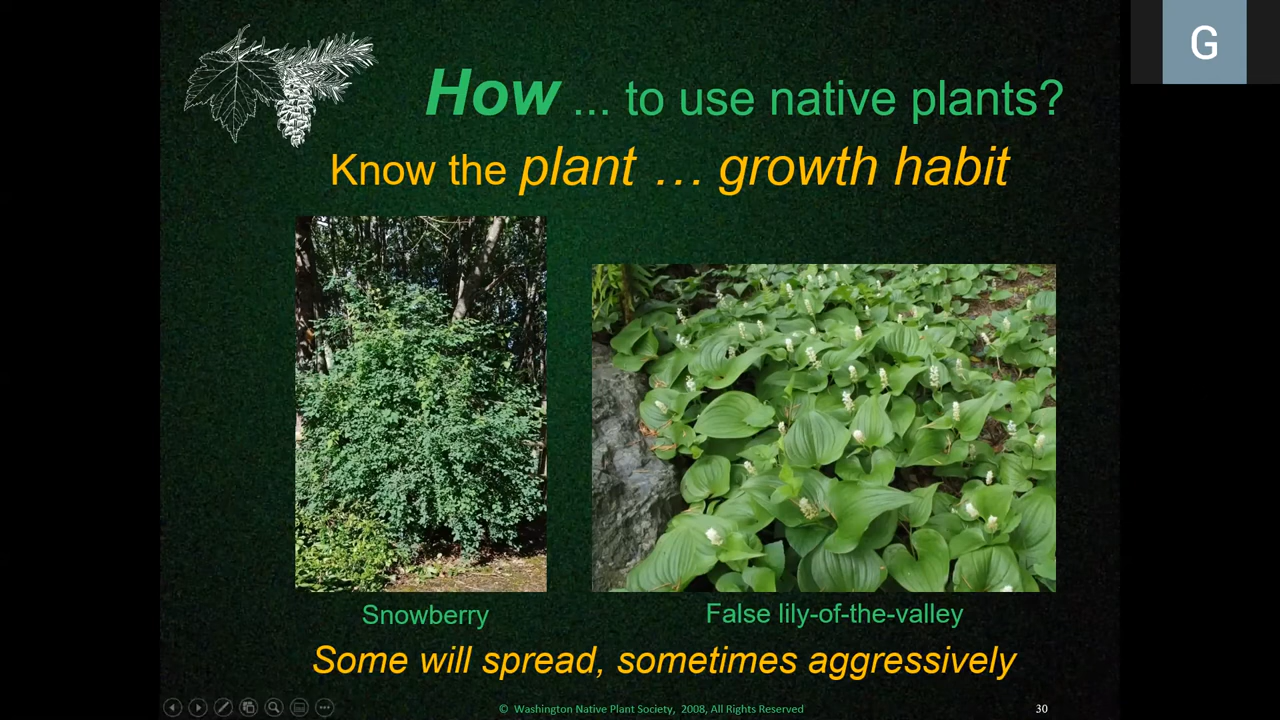 G
How ... to use native plants?
Know the plant ... growth habit
Snowberry
False lily-of-the-valley
Some will spread, sometimes aggressively
© Washington Native Plant Society, 2008, All Rights Reserved
30